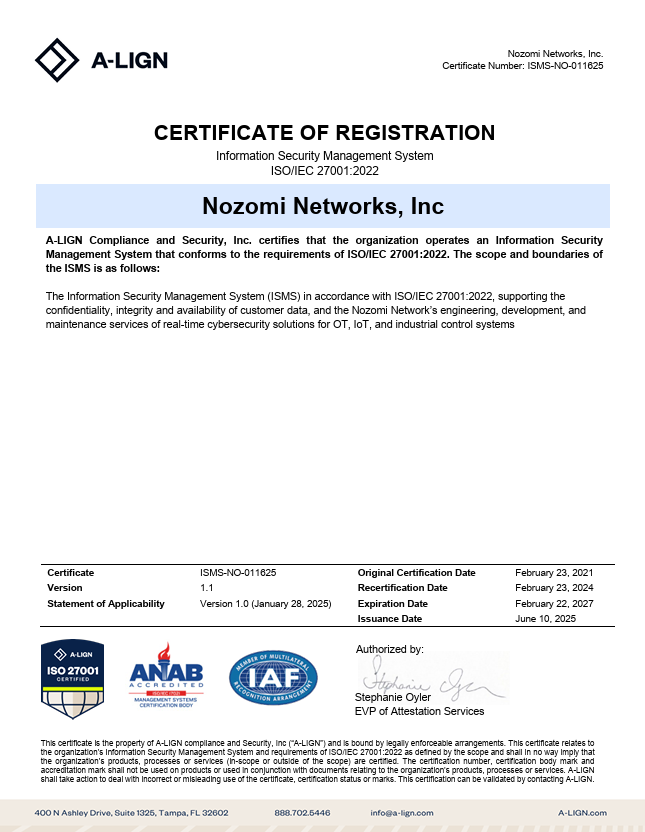 A-LIGN
Nozomi Networks, Inc.
Certificate Number: ISMS-NO-011625
CERTIFICATE OF REGISTRATION
Information Security Management System
ISO/IEC 27001:2022
Nozomi Networks, Inc
A-LIGN Compliance and Security, Inc. certifies that the organization operates an Information Security
Management System that conforms to the requirements of ISO/IEC 27001:2022. The scope and boundaries of
the ISMS is as follows:
The Information Security Management System (ISMS) in accordance with ISO/IEC 27001:2022, supporting the
confidentiality, integrity and availability of customer data, and the Nozomi Network's engineering, development, and
maintenance services of real-time cybersecurity solutions for OT, IoT, and industrial control systems
Certificate ISMS-NO-011625 Original Certification Date February 23, 2021
Version 1.1 Recertification Date February 23, 2024
Statement of Applicability Version 1.0 (January 28, 2025) Expiration Date February 22, 2027
Issuance Date June 10, 2025
A-LIGN
ISO 27001
CERTIFIED
ANAB
ACCREDITED
ISO/IEC 17021
MANAGEMENT SYSTEMS
CERTIFICATION BODY
MEMBER OF MULTILATERAL
IAF
RECOGNITION ARRANGEMENT
Authorized by:
Stephanie Oyler
Stephanie Oyler
EVP of Attestation Services
This certificate is the property of A-LIGN compliance and Security, Inc ("A-LIGN") and is bound by legally enforceable arrangements. This certificate relates to
the organization's Information Security Management System and requirements of ISO/IEC 27001:2022 as defined by the scope and shall in no way imply that
the organization's products, processes or services (in-scope or outside of the scope) are certified. The certification number, certification body mark and
accreditation mark shall not be used on products or used in conjunction with documents relating to the organization's products, processes or services. A-LIGN
shall take action to deal with incorrect or misleading use of the certificate, certification status or marks. This certification can be validated by contacting A-LIGN.
400 N Ashley Drive, Suite 1325, Tampa, FL 33602 888.702.5446 info@a-lign.com A-LIGN.com